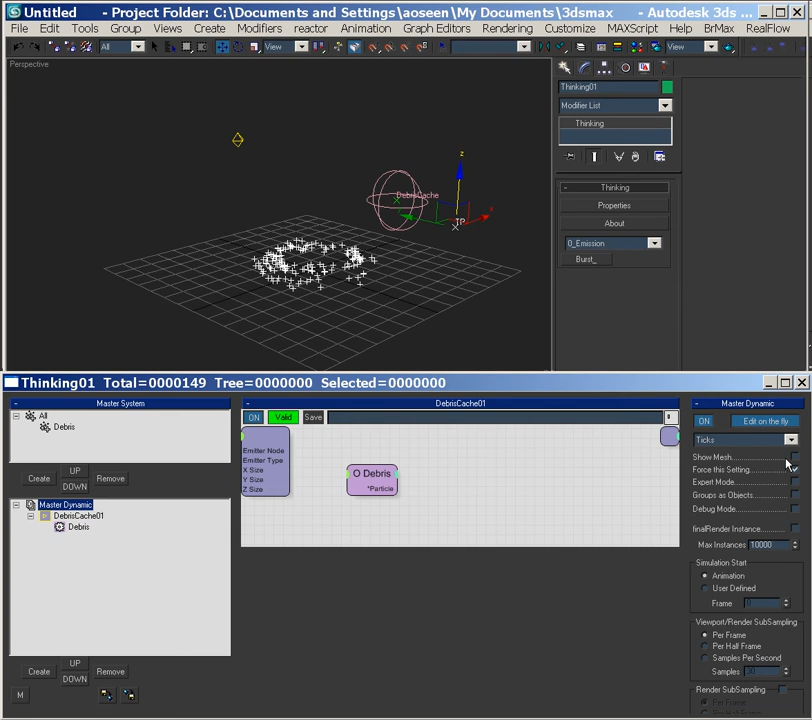 Untitled - Project Folder: C:\Documents and Settings\aoseen\My Documents\3dsmax - Autodesk 3ds ...
File Edit Tools Group Views Create Modifiers reactor Animation Graph Editors Rendering Customize MAXScript Help BrMax RealFlow
All View View
Perspective
Thinking01
Modifier List
Thinking
z
DebrisCache
x
TP
- Thinking
Properties
About
0_Emission
Burst_
Thinking01 Total=0000149 Tree=0000000 Selected=0000000
- Master System
All
Debris
Create UP Remove
DOWN
Master Dynamic
DebrisCache01
Debris
Create UP Remove
DOWN
M
- DebrisCache01
ON Valid Save
Emitter Node
Emitter Type
X Size
Y Size
Z Size
O Debris
*Particle
- Master Dynamic
ON Edit on the fly
Ticks
Show Mesh
Force this Setting
Expert Mode
Groups as Objects
Debug Mode
finalRender Instance
Max Instances 10000
Simulation Start
Animation
User Defined
Frame 0
Viewport/Render SubSampling
Per Frame
Per Half Frame
Samples Per Second
Samples 30
Render SubSampling
Per Frame